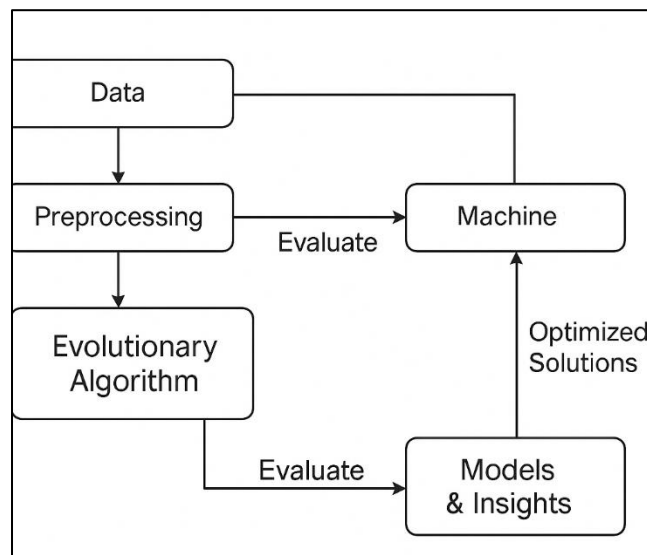 Data
Preprocessing
Evaluate
Machine
Evolutionary
Algorithm
Optimized
Solutions
Evaluate
Models
& Insights